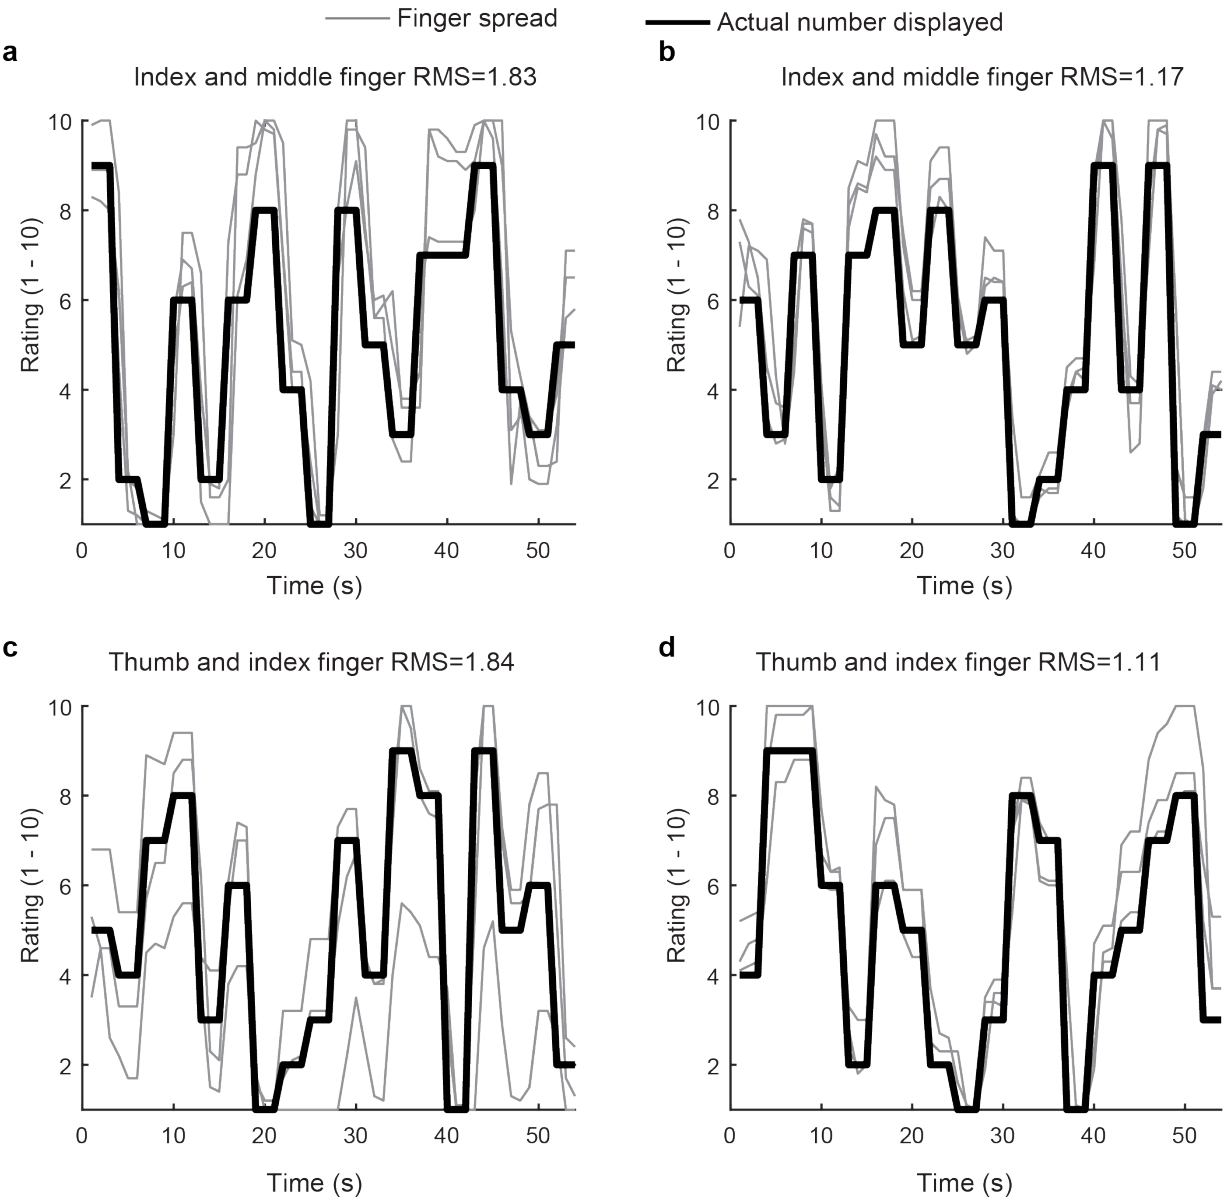 Finger spread Actual number displayed
a b
Index and middle finger RMS=1.83 Index and middle finger RMS=1.17
10 10
8 8
6 6
4 4
2 2
Rating (1 - 10) Rating (1 - 10)
0 10 20 30 40 50 0 10 20 30 40 50
Time (s) Time (s)
c d
Thumb and index finger RMS=1.84 Thumb and index finger RMS=1.11
10 10
8 8
6 6
4 4
2 2
Rating (1 - 10) Rating (1 - 10)
0 10 20 30 40 50 0 10 20 30 40 50
Time (s) Time (s)